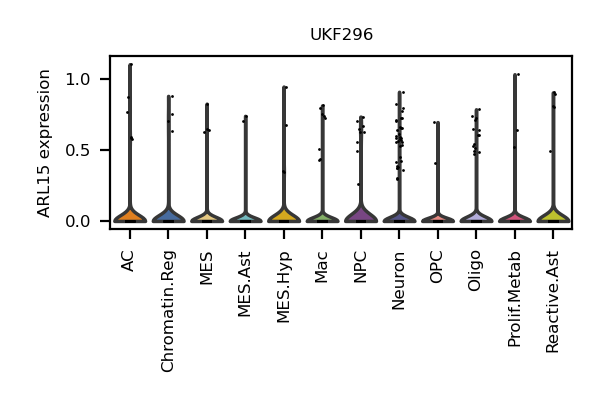 UKF296
ARL15 expression
1.0
0.5
0.0
AC
Chromatin.Reg
MES
MES.Ast
MES.Hyp
Mac
NPC
Neuron
OPC
Oligo
Prolif.Metab
Reactive.Ast